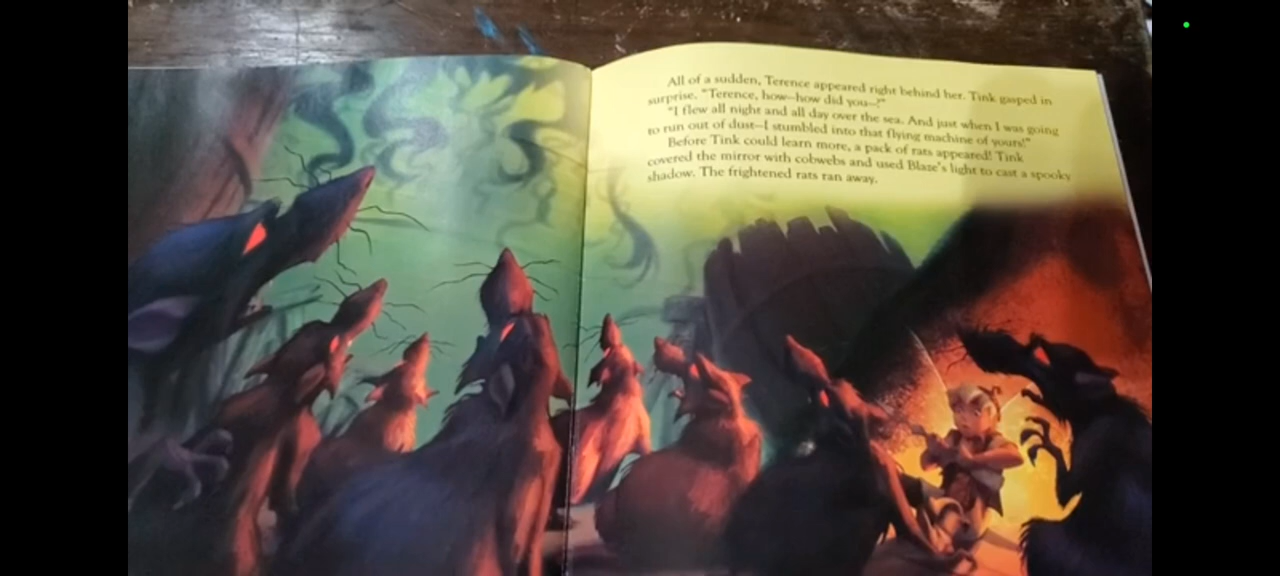 All of a sudden, Terence appeared right behind her. Tink gasped in
surprise. "Terence, how—how did you—?"
"I flew all night and all day over the sea. And just when I was going
to run out of dust—I stumbled into that flying machine of yours!"
Before Tink could learn more, a pack of rats appeared! Tink
covered the mirror with cobwebs and used Blaze's light to cast a spooky
shadow. The frightened rats ran away.